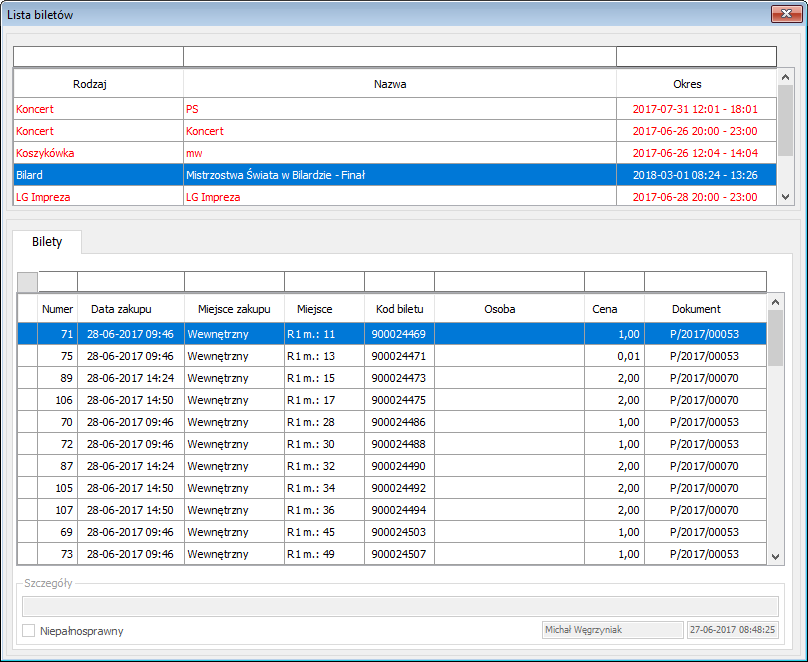 Lista biletów
Rodzaj Nazwa Okres
Koncert PS 2017-07-31 12:01 - 18:01
Koncert Koncert 2017-06-26 20:00 - 23:00
Koszykówka mw 2017-06-26 12:04 - 14:04
Bilard Mistrzostwa Świata w Bilardzie - Finał 2018-03-01 08:24 - 13:26
LG Impreza LG Impreza 2017-06-28 20:00 - 23:00
Bilety
Numer Data zakupu Miejsce zakupu Miejsce Kod biletu Osoba Cena Dokument
71 28-06-2017 09:46 Wewnętrzny R1 m.: 11 900024469 1,00 P/2017/00053
75 28-06-2017 09:46 Wewnętrzny R1 m.: 13 900024471 0,01 P/2017/00053
89 28-06-2017 14:24 Wewnętrzny R1 m.: 15 900024473 2,00 P/2017/00070
106 28-06-2017 14:50 Wewnętrzny R1 m.: 17 900024475 2,00 P/2017/00070
70 28-06-2017 09:46 Wewnętrzny R1 m.: 28 900024486 1,00 P/2017/00053
72 28-06-2017 09:46 Wewnętrzny R1 m.: 30 900024488 1,00 P/2017/00053
87 28-06-2017 14:24 Wewnętrzny R1 m.: 32 900024490 2,00 P/2017/00070
105 28-06-2017 14:50 Wewnętrzny R1 m.: 34 900024492 2,00 P/2017/00070
107 28-06-2017 14:50 Wewnętrzny R1 m.: 36 900024494 2,00 P/2017/00070
69 28-06-2017 09:46 Wewnętrzny R1 m.: 45 900024503 1,00 P/2017/00053
73 28-06-2017 09:46 Wewnętrzny R1 m.: 49 900024507 1,00 P/2017/00053
Szczegóły
Niepałnosprawny Michał Węgrzyniak 27-06-2017 08:48:25